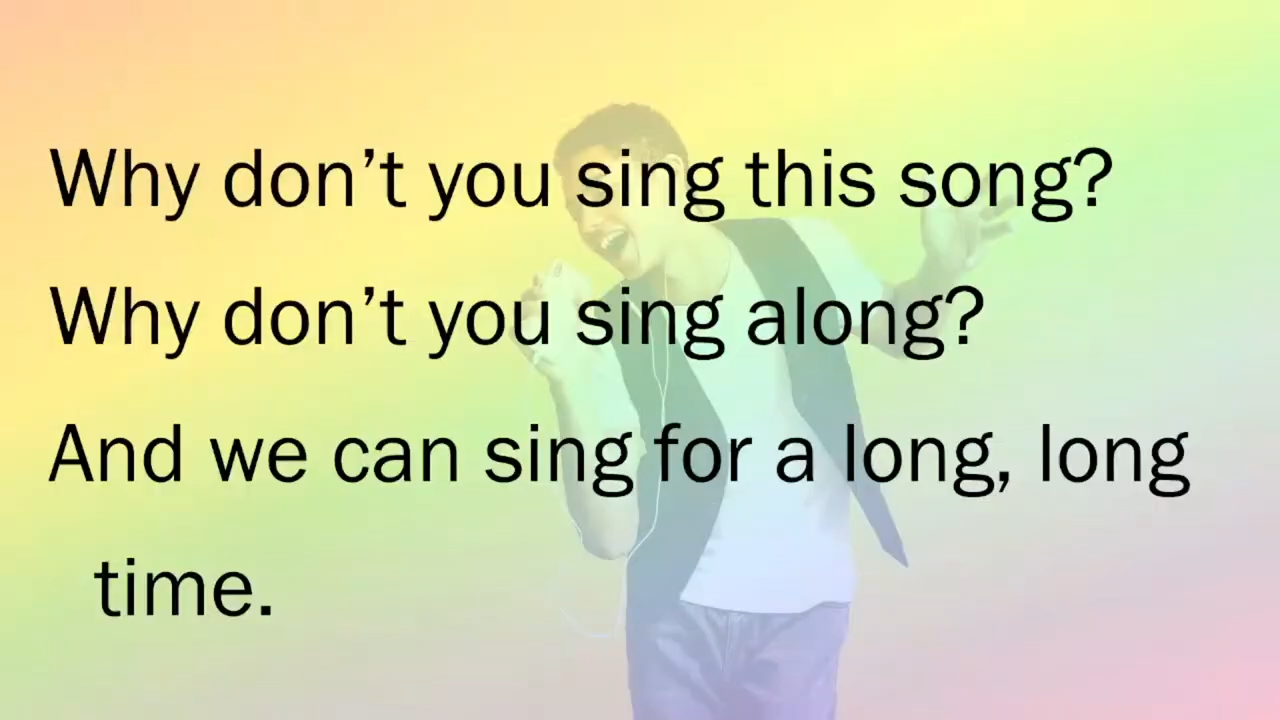 Why don’t you sing this song?
Why don’t you sing along?
And we can sing for a long, long
time.